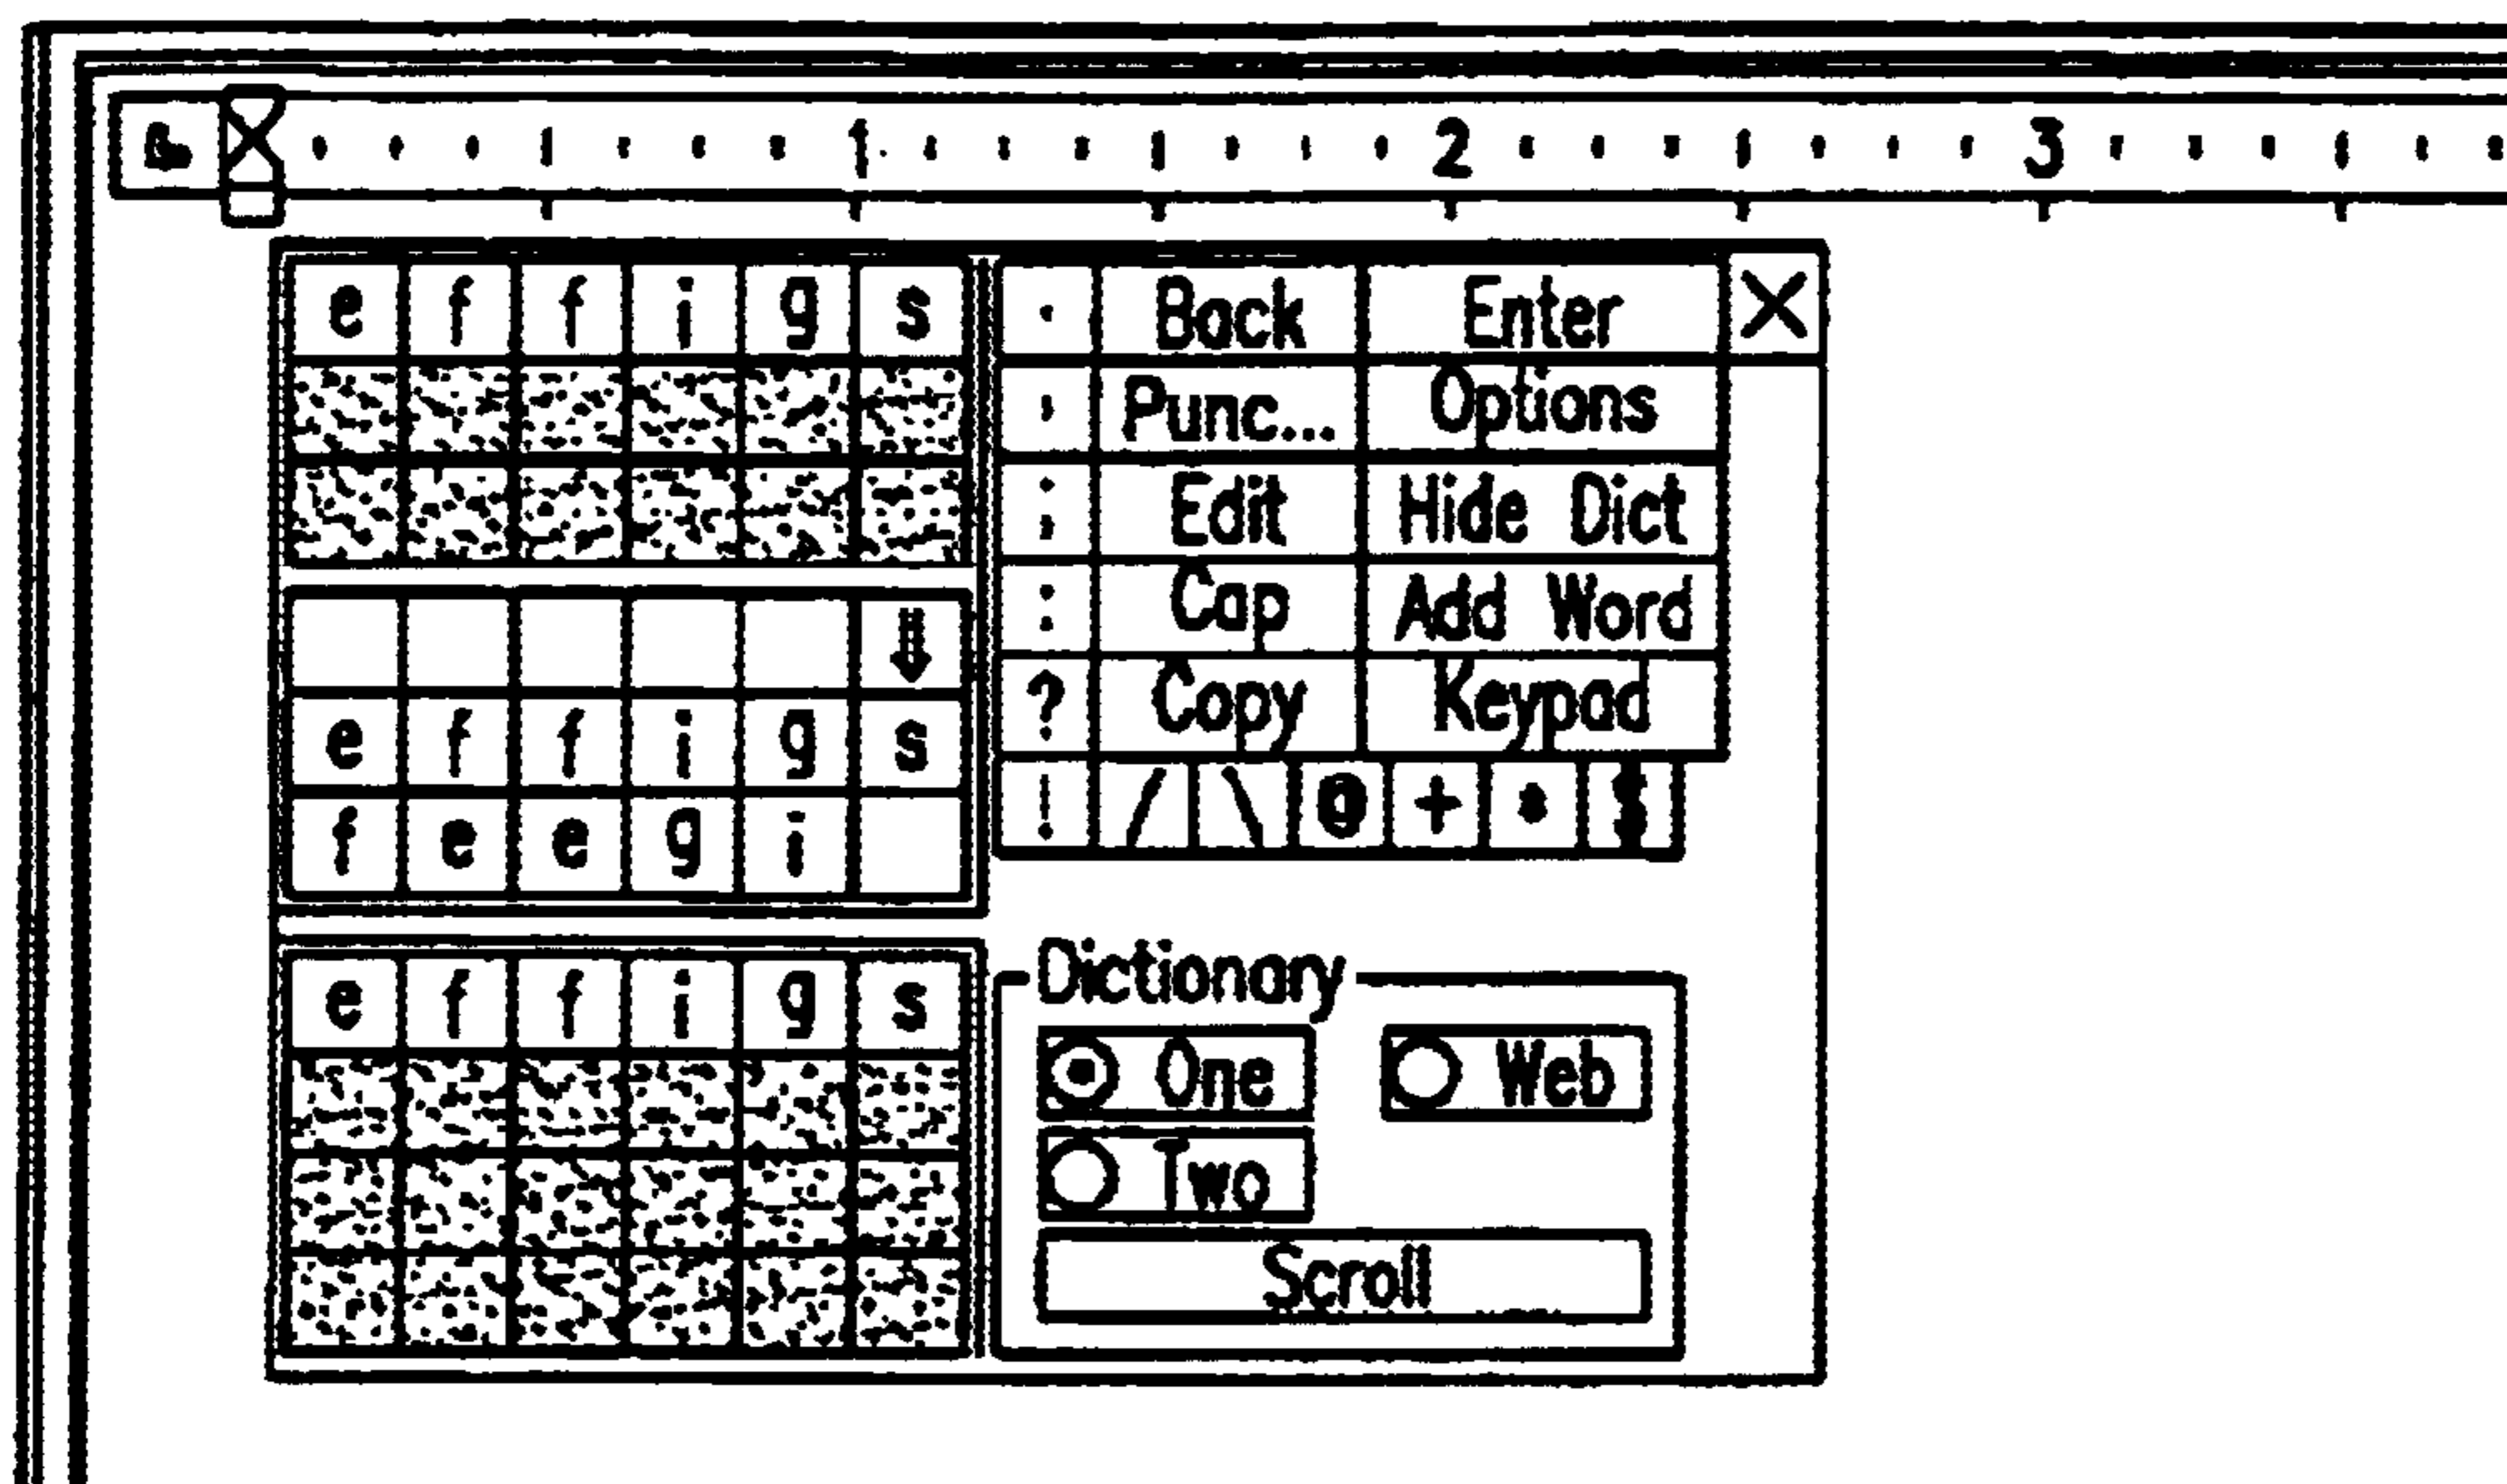 1 2 3
e f f i g s . Back Enter X
, Punc... Options
; Edit Hide Dict
: Cap Add Word
e f f i g s ? Copy Keypad
f e e g i ! / \ @ + 
Dictionary
e f f i g s One Web
Two
Scroll